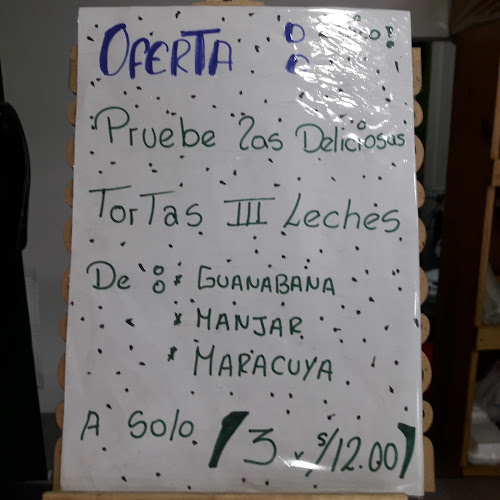 OFERTA :
Pruebe las Deliciosas
Tortas III Leches
De : * GUANABANA
* MANJAR
* MARACUYA
A Solo (3 x S/12.00)